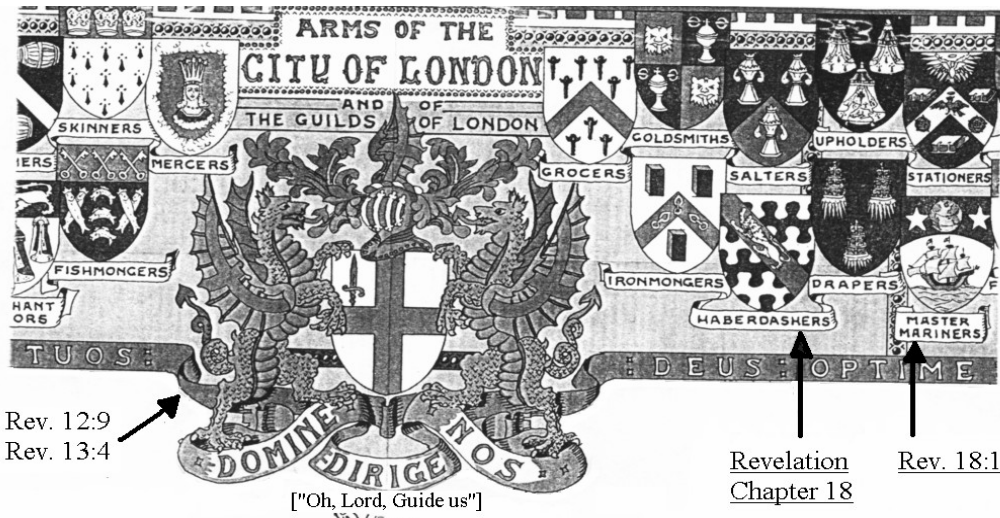 ARMS OF THE
CITY OF LONDON
AND OF
THE GUILDS OF LONDON
SKINNERS
MERCERS
GROCERS
GOLDSMITHS
SALTERS
UPHOLDERS
STATIONERS
FISHMONGERS
IRONMONGERS
DRAPERS
HABERDASHERS
MASTER
MARINERS
TUOS:
:DEUS:OPTIME
DOMINE
DIRIGE
NOS
["Oh, Lord, Guide us"]
Rev. 12:9
Rev. 13:4
Revelation
Chapter 18
Rev. 18:1